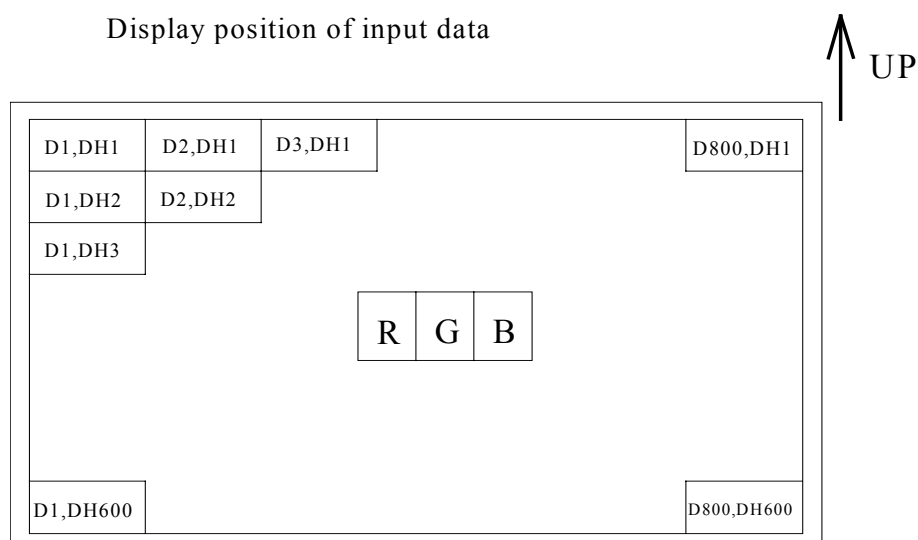 Display position of input data
UP
D1,DH1 D2,DH1 D3,DH1 D800,DH1
D1,DH2 D2,DH2
D1,DH3
R G B
D1,DH600 D800,DH600